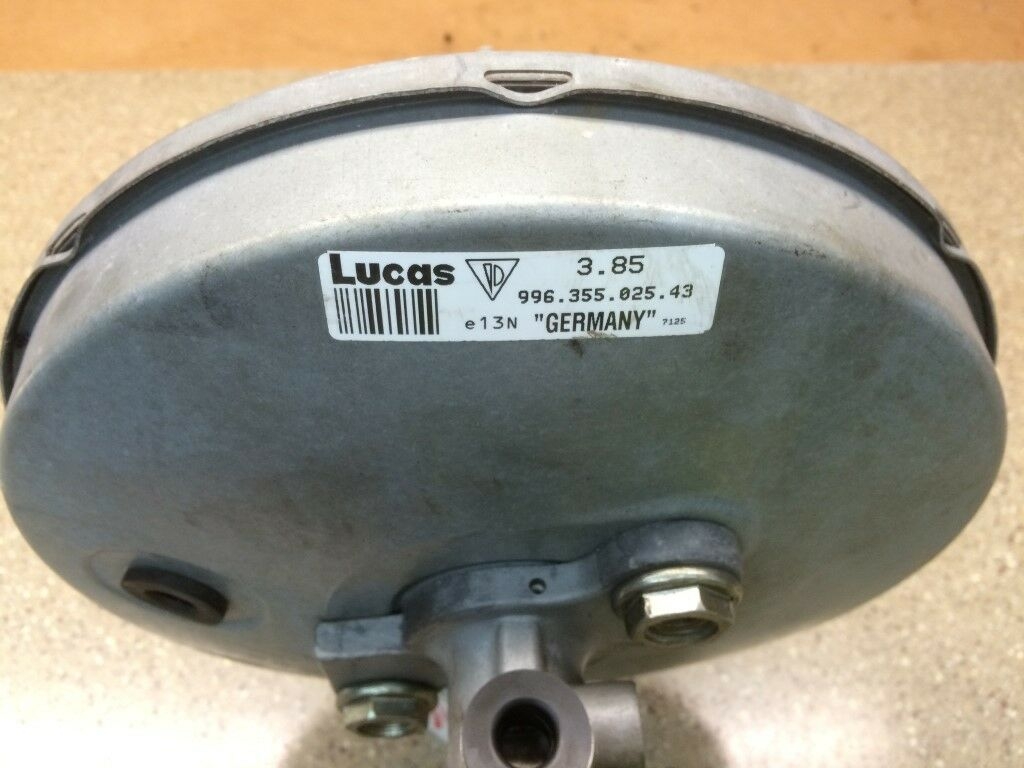 Lucas 3.85
996.355.025.43
e13N "GERMANY" 7125